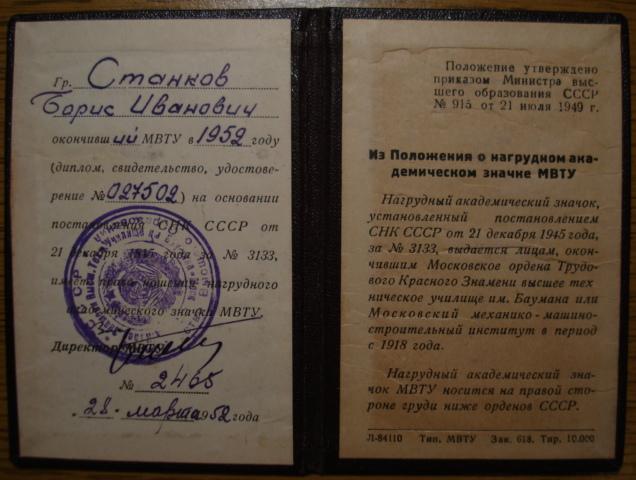 Гр. Станков
Борис Иванович
окончивший МВТУ в 1952 году
(диплом, свидетельство, удостове-
рение № 027502) на основании
постановления СНК СССР от
21 декабря 1945 года за № 3133,
имеет право ношения нагрудного
академического значка МВТУ.
Директор МВТУ
№ 2465
„28“ марта 1952 года
Положение утверждено
приказом Министра выс-
шего образования СССР
№ 915 от 21 июля 1949 г.
Из Положения о нагрудном ака-
демическом значке МВТУ
Нагрудный академический значок,
установленный постановлением
СНК СССР от 21 декабря 1945 года,
за № 3133, выдается лицам, окон-
чившим Московское ордена Трудо-
вого Красного Знамени высшее тех
ническое училище им. Баумана или
Московский механико-машино-
строительный институт в период
с 1918 года.
Нагрудный академический зна-
чок МВТУ носится на правой сто-
роне груди ниже орденов СССР.
Л-84110 Тип. МВТУ Зак. 618. Тир. 10.000